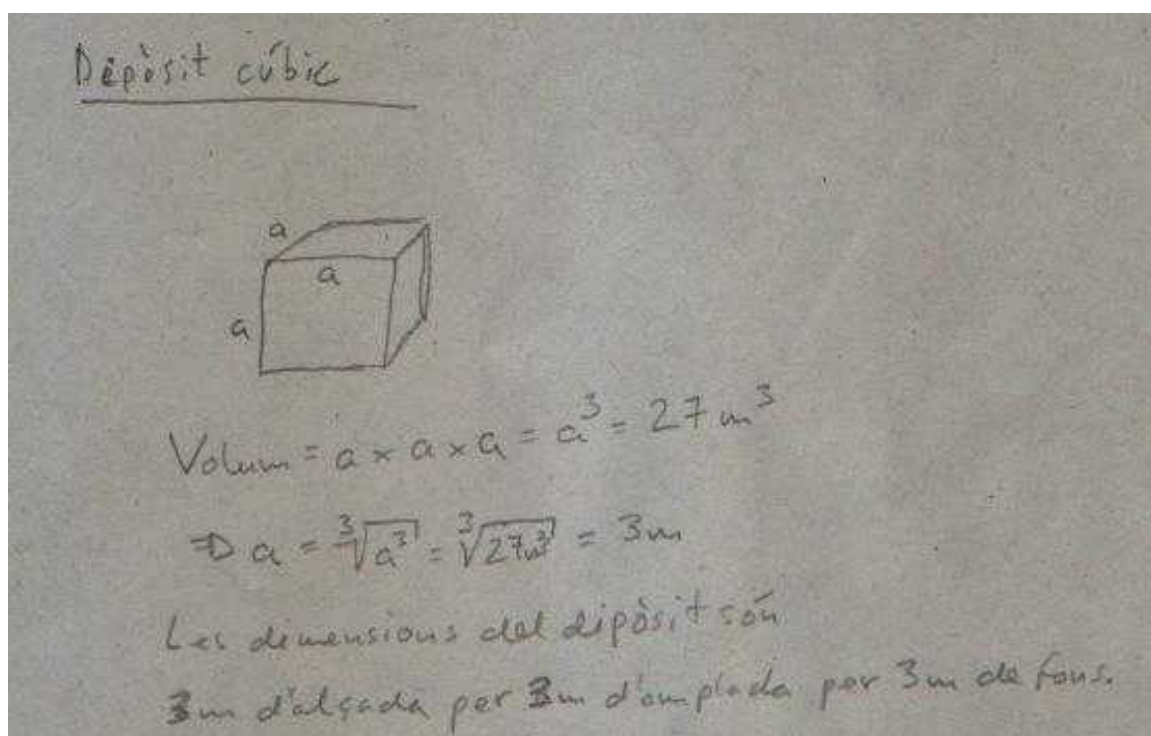 Dipòsit cúbic
a
a
a
Volum = a × a × a = a³ = 27 m³
⇒ a = ∛a³ = ∛27m³ = 3m
Les dimensions del dipòsit són
3m d'alçada per 3m d'amplada per 3m de fons.